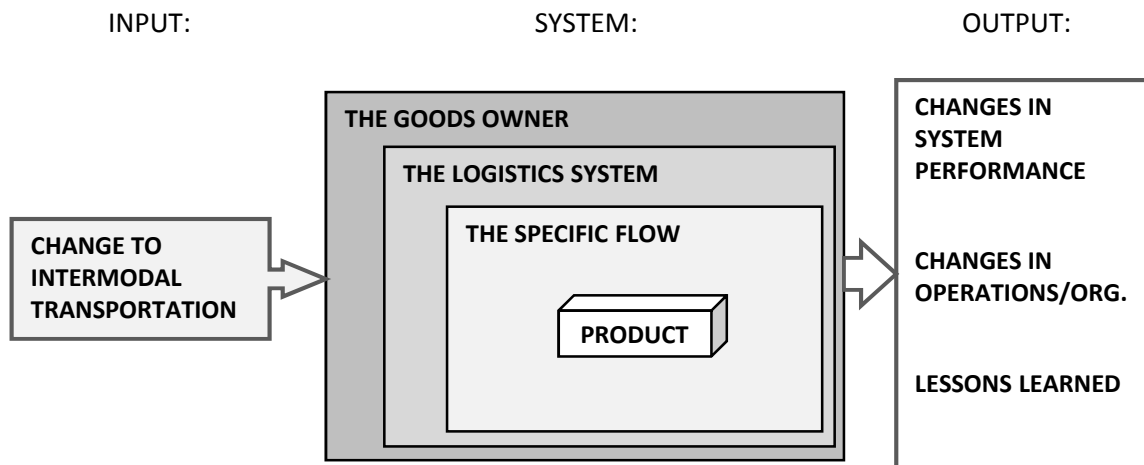 INPUT:
SYSTEM:
OUTPUT:
THE GOODS OWNER
THE LOGISTICS SYSTEM
THE SPECIFIC FLOW
PRODUCT
CHANGE TO
INTERMODAL
TRANSPORTATION
CHANGES IN
SYSTEM
PERFORMANCE
CHANGES IN
OPERATIONS/ORG.
LESSONS LEARNED